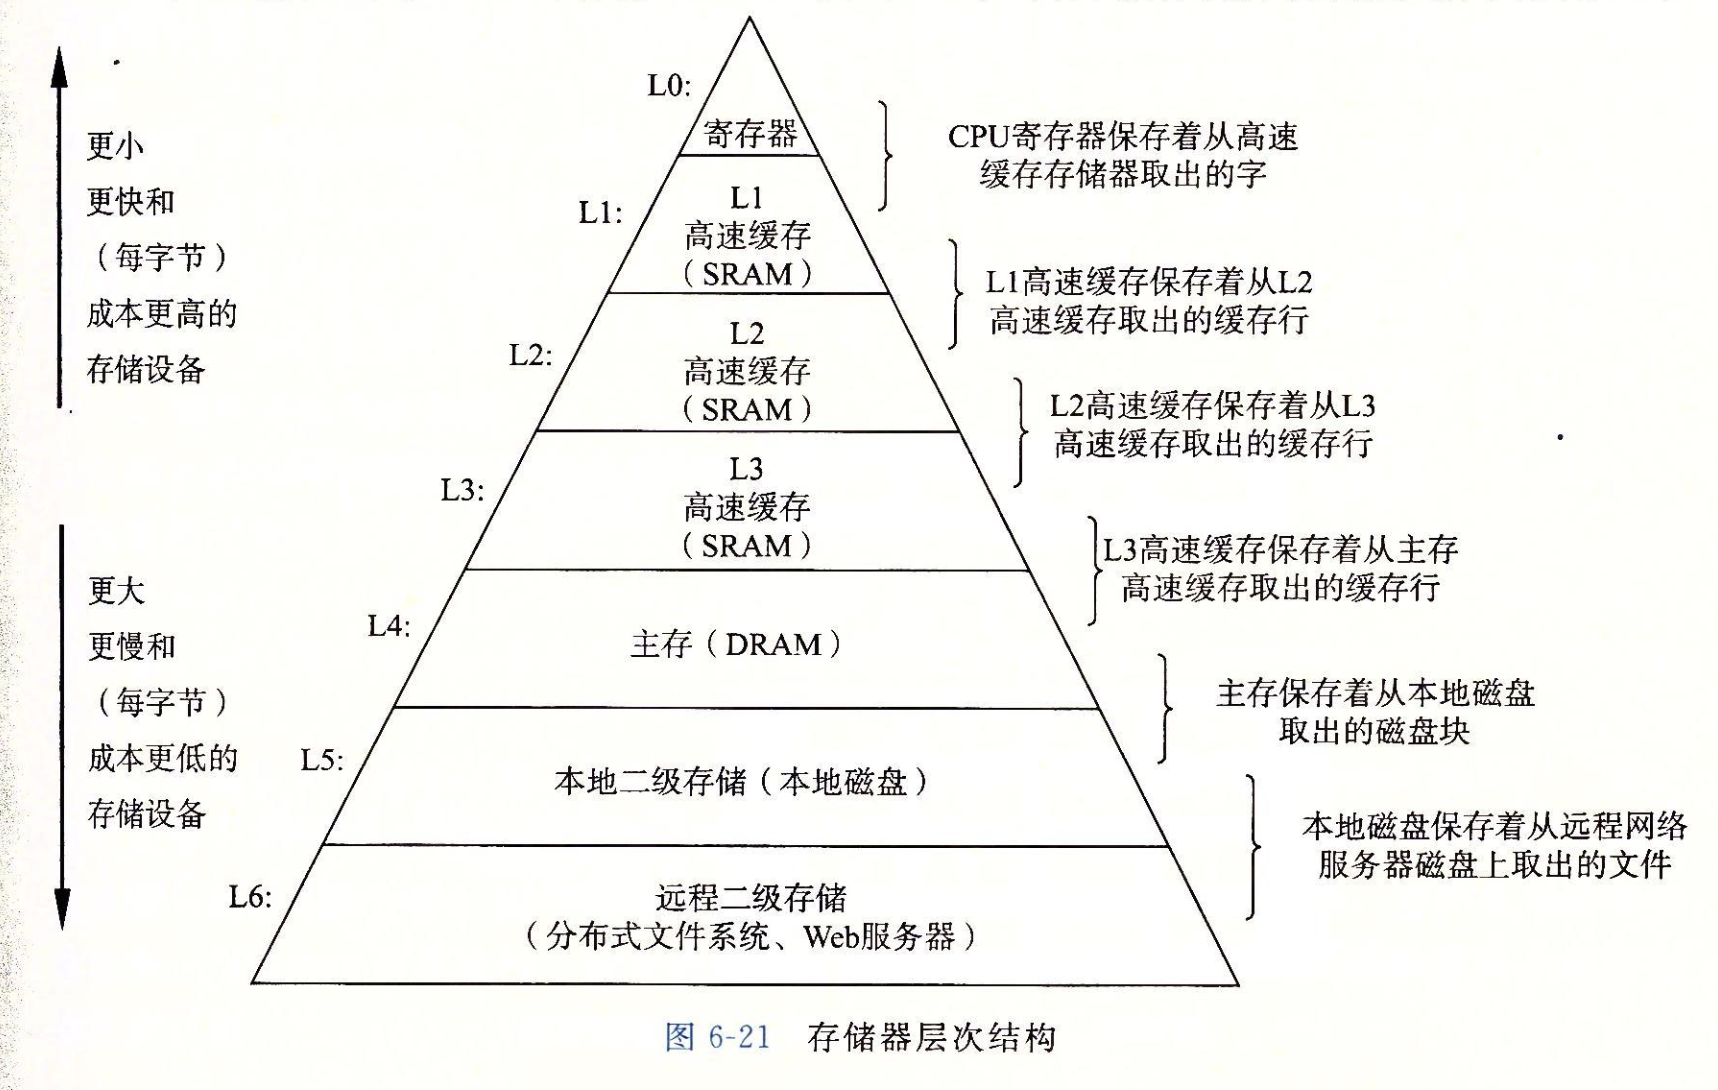 L0:
寄存器
L1:
L1
高速缓存
（SRAM）
L2:
L2
高速缓存
（SRAM）
L3:
L3
高速缓存
（SRAM）
L4:
主存（DRAM）
L5:
本地二级存储（本地磁盘）
L6:
远程二级存储
（分布式文件系统、Web服务器）
更小
更快和
（每字节）
成本更高的
存储设备
更大
更慢和
（每字节）
成本更低的
存储设备
CPU寄存器保存着从高速
缓存存储器取出的字
L1高速缓存保存着从L2
高速缓存取出的缓存行
L2高速缓存保存着从L3
高速缓存取出的缓存行
L3高速缓存保存着从主存
高速缓存取出的缓存行
主存保存着从本地磁盘
取出的磁盘块
本地磁盘保存着从远程网络
服务器磁盘上取出的文件
图 6-21 存储器层次结构